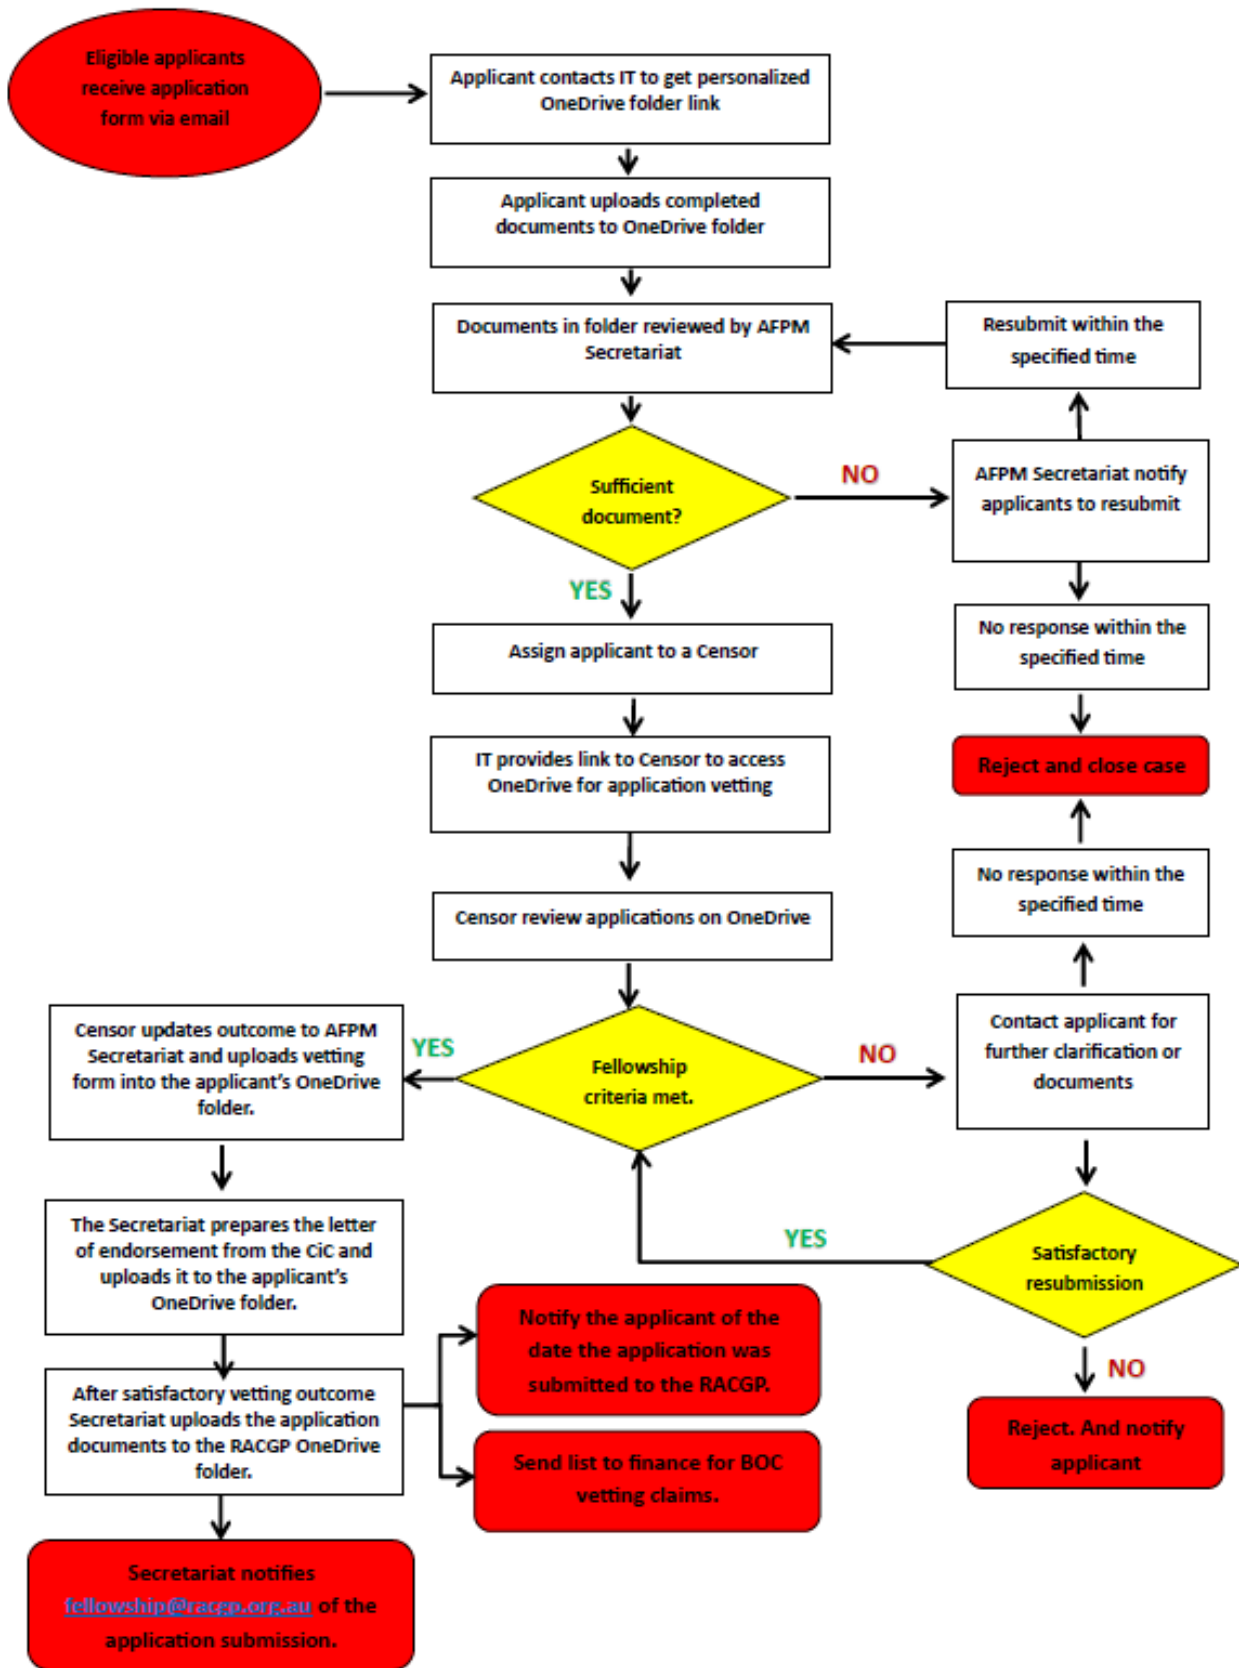 Eligible applicants
receive application
form via email
Applicant contacts IT to get personalized
OneDrive folder link
Applicant uploads completed
documents to OneDrive folder
Documents in folder reviewed by AFPM
Secretariat
Resubmit within the
specified time
Sufficient
document?
NO
AFPM Secretariat notify
applicants to resubmit
YES
No response within the
specified time
Assign applicant to a Censor
Reject and close case
IT provides link to Censor to access
OneDrive for application vetting
No response within the
specified time
Censor review applications on OneDrive
Censor updates outcome to AFPM
Secretariat and uploads vetting
form into the applicant's OneDrive
folder.
YES
Fellowship
criteria met.
NO
Contact applicant for
further clarification or
documents
The Secretariat prepares the letter
of endorsement from the CiC and
uploads it to the applicant's
OneDrive folder.
YES
Satisfactory
resubmission
Notify the applicant of the
date the application was
submitted to the RACGP.
NO
After satisfactory vetting outcome
Secretariat uploads the application
documents to the RACGP OneDrive
folder.
Send list to finance for BOC
vetting claims.
Reject. And notify
applicant
Secretariat notifies
fellowship@racgp.org.au of the
application submission.